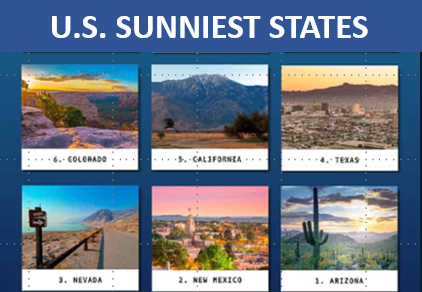 U.S. SUNNIEST STATES
6. COLORADO
5. CALIFORNIA
4. TEXAS
3. NEVADA
2. NEW MEXICO
1. ARIZONA